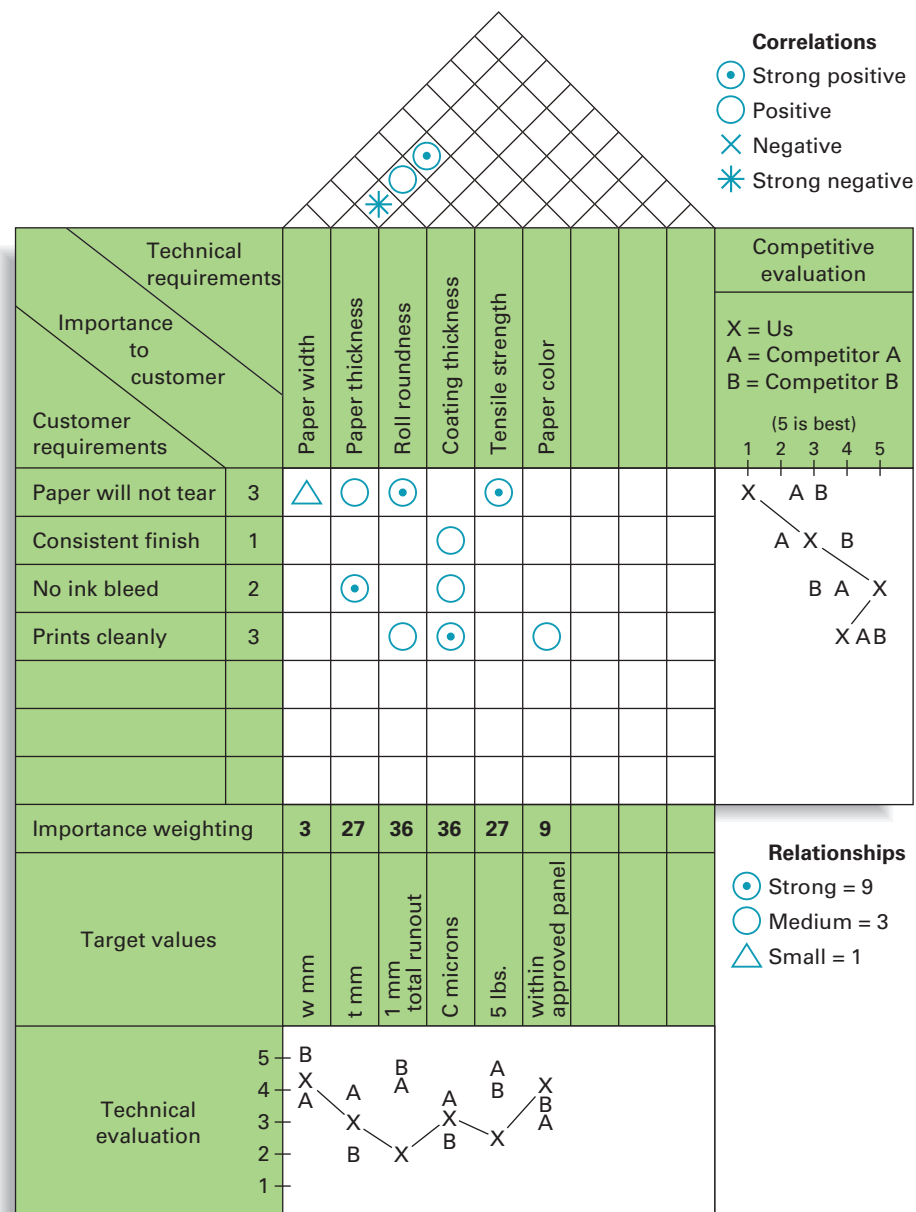 Correlations
Strong positive
Positive
Negative
Strong negative
Technical
requirements
Importance
to
customer
Customer
requirements
Paper width
Paper thickness
Roll roundness
Coating thickness
Tensile strength
Paper color
Competitive
evaluation
X = Us
A = Competitor A
B = Competitor B
(5 is best)
1 2 3 4 5
Paper will not tear 3 X A B
Consistent finish 1 A X B
No ink bleed 2 B A X
Prints cleanly 3 X A B
Importance weighting 3 27 36 36 27 9
Relationships
Strong = 9
Medium = 3
Small = 1
Target values
w mm
t mm
1 mm
total runout
C microns
5 lbs.
within
approved panel
Technical
evaluation
5
4
3
2
1
B
X
A
A
X
B
B
A
X
A
X
B
A
B
X
X
B
A